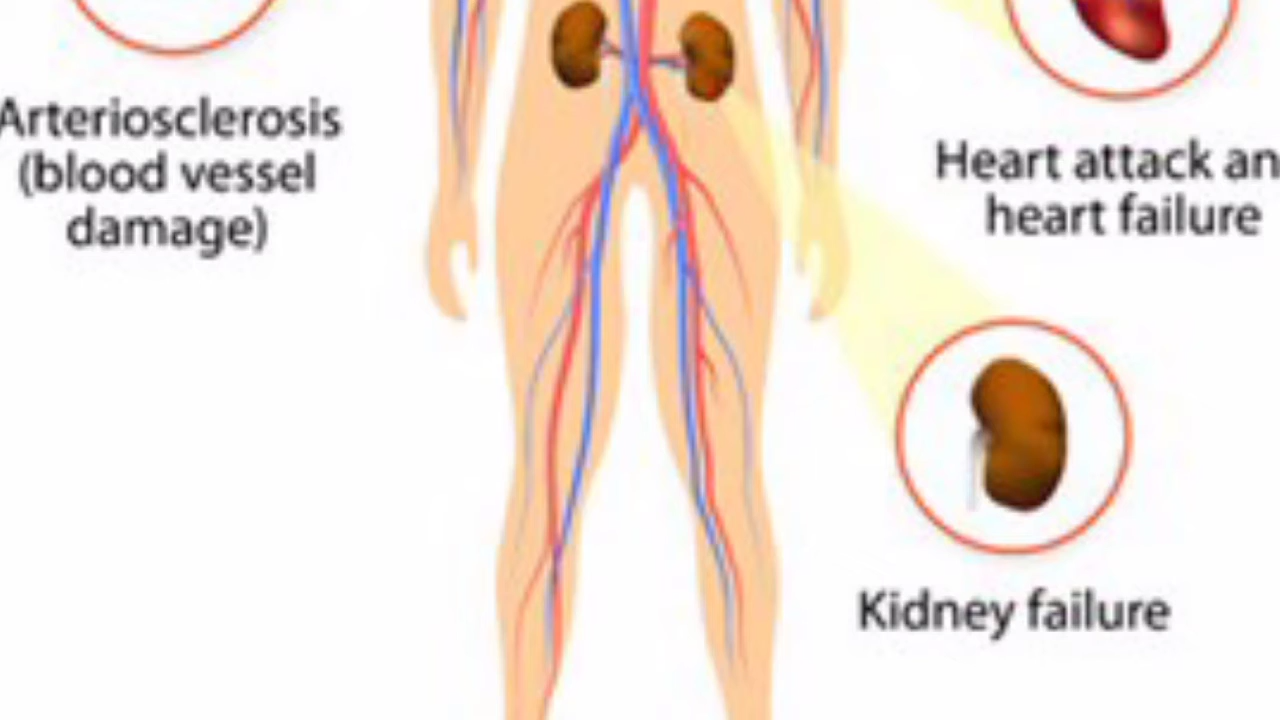 Arteriosclerosis
(blood vessel
damage)
Heart attack an
heart failure
Kidney failure